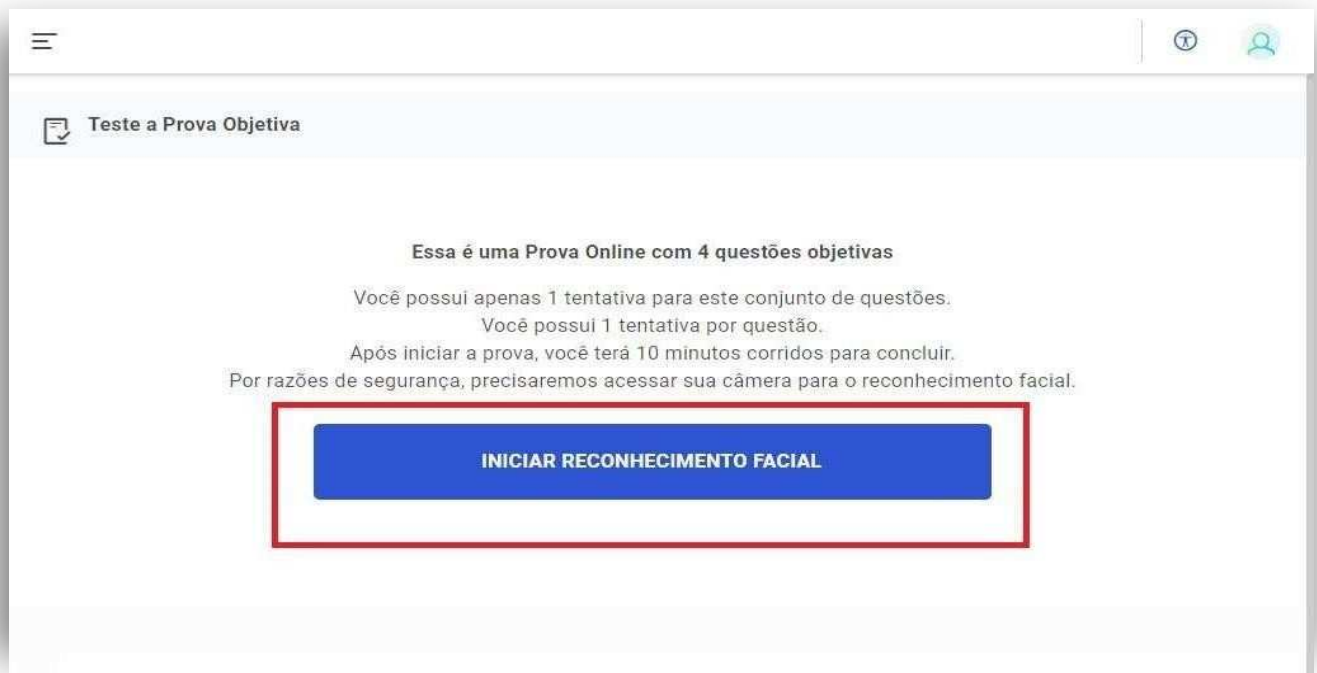 Teste a Prova Objetiva
Essa é uma Prova Online com 4 questões objetivas
Você possui apenas 1 tentativa para este conjunto de questões.
Você possui 1 tentativa por questão.
Após iniciar a prova, você terá 10 minutos corridos para concluir.
Por razões de segurança, precisaremos acessar sua câmera para o reconhecimento facial.
INICIAR RECONHECIMENTO FACIAL